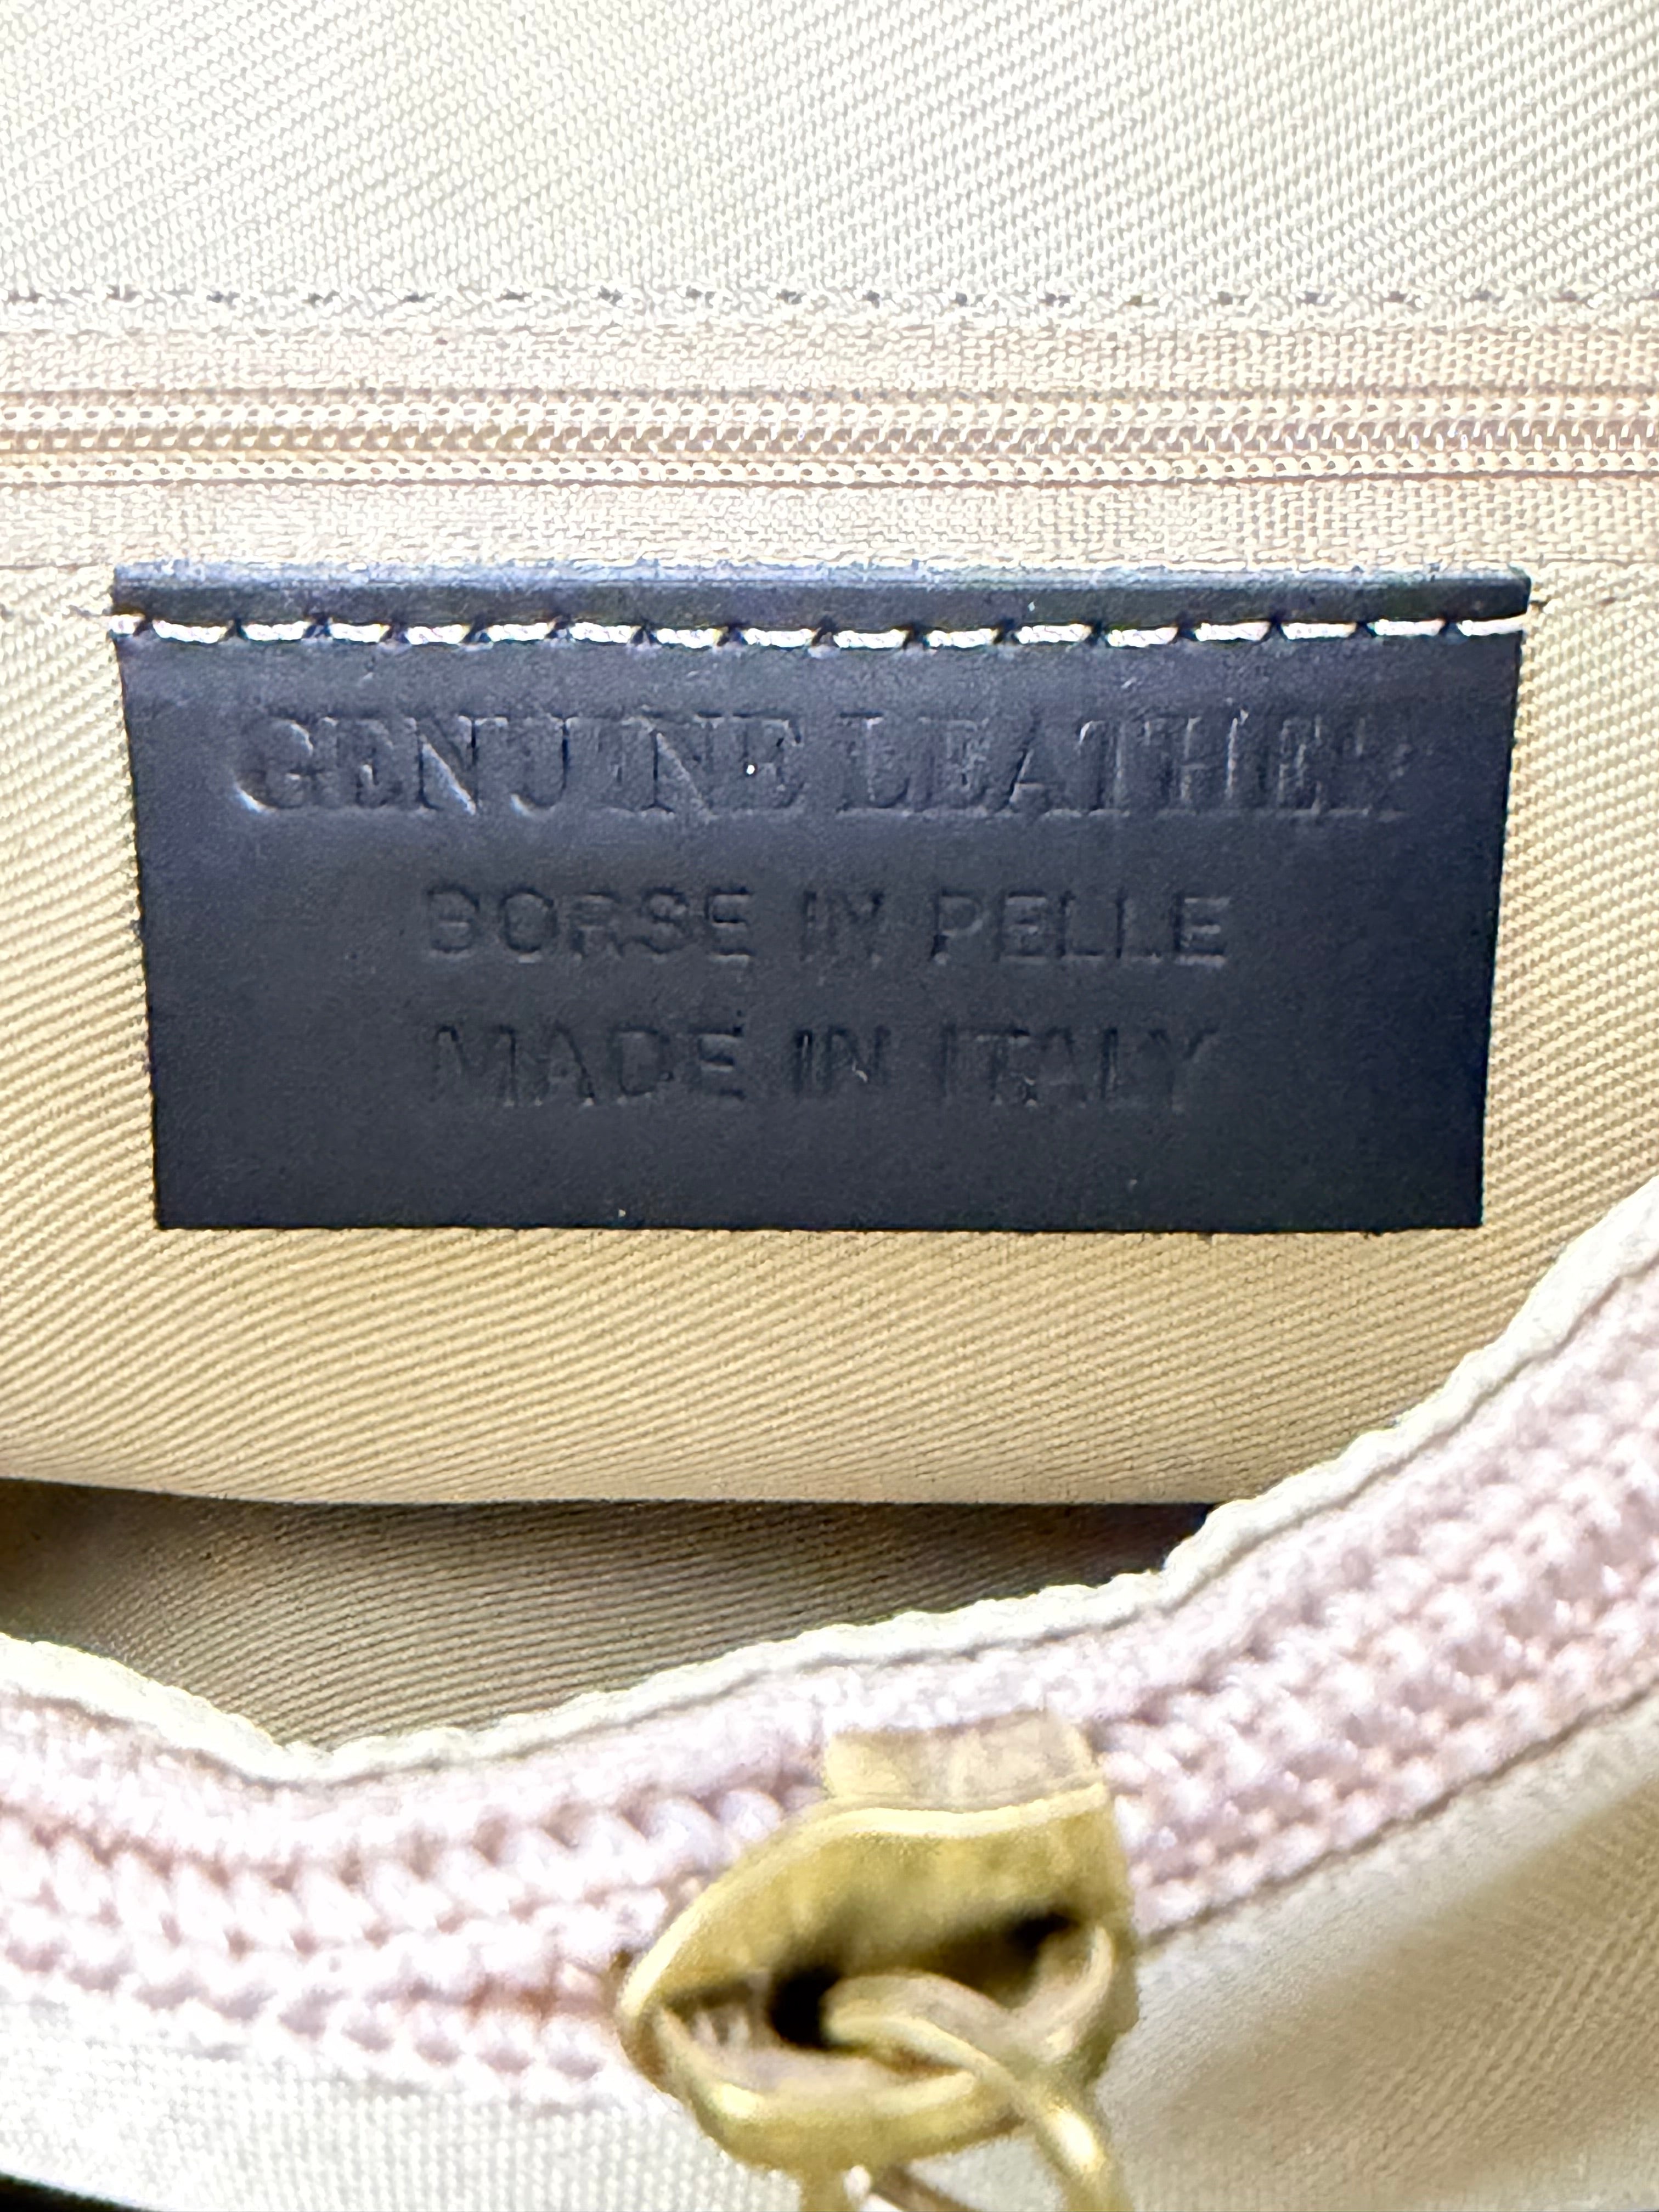 GENUINE LEATHER
BORSE IN PELLE
MADE IN ITALY